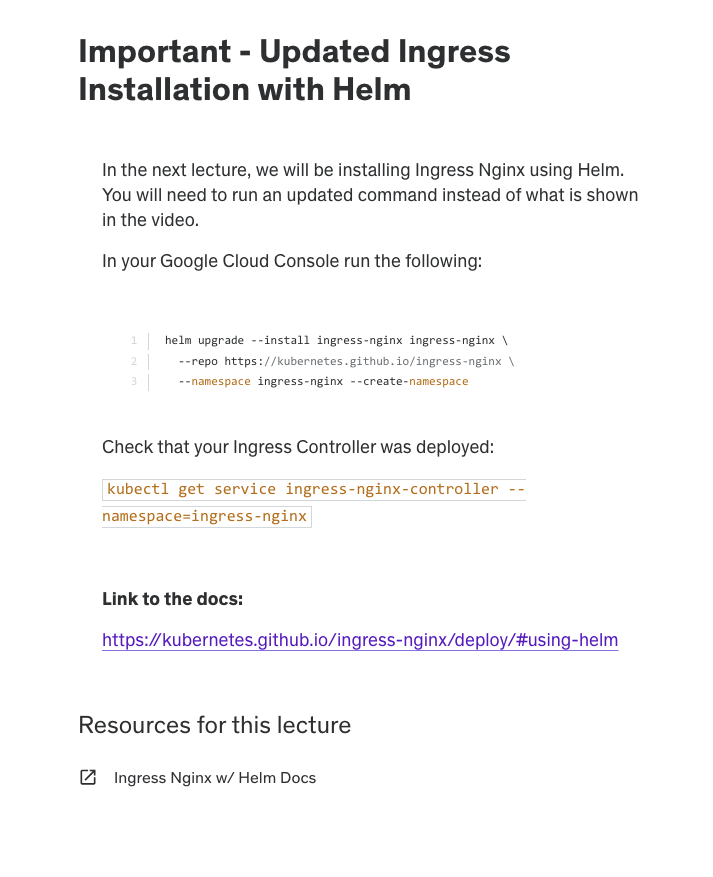 Important - Updated Ingress
Installation with Helm
In the next lecture, we will be installing Ingress Nginx using Helm.
You will need to run an updated command instead of what is shown
in the video.
In your Google Cloud Console run the following:
1 helm upgrade --install ingress-nginx ingress-nginx \
2 --repo https://kubernetes.github.io/ingress-nginx \
3 --namespace ingress-nginx --create-namespace
Check that your Ingress Controller was deployed:
kubectl get service ingress-nginx-controller --
namespace=ingress-nginx
Link to the docs:
https://kubernetes.github.io/ingress-nginx/deploy/#using-helm
Resources for this lecture
Ingress Nginx w/ Helm Docs